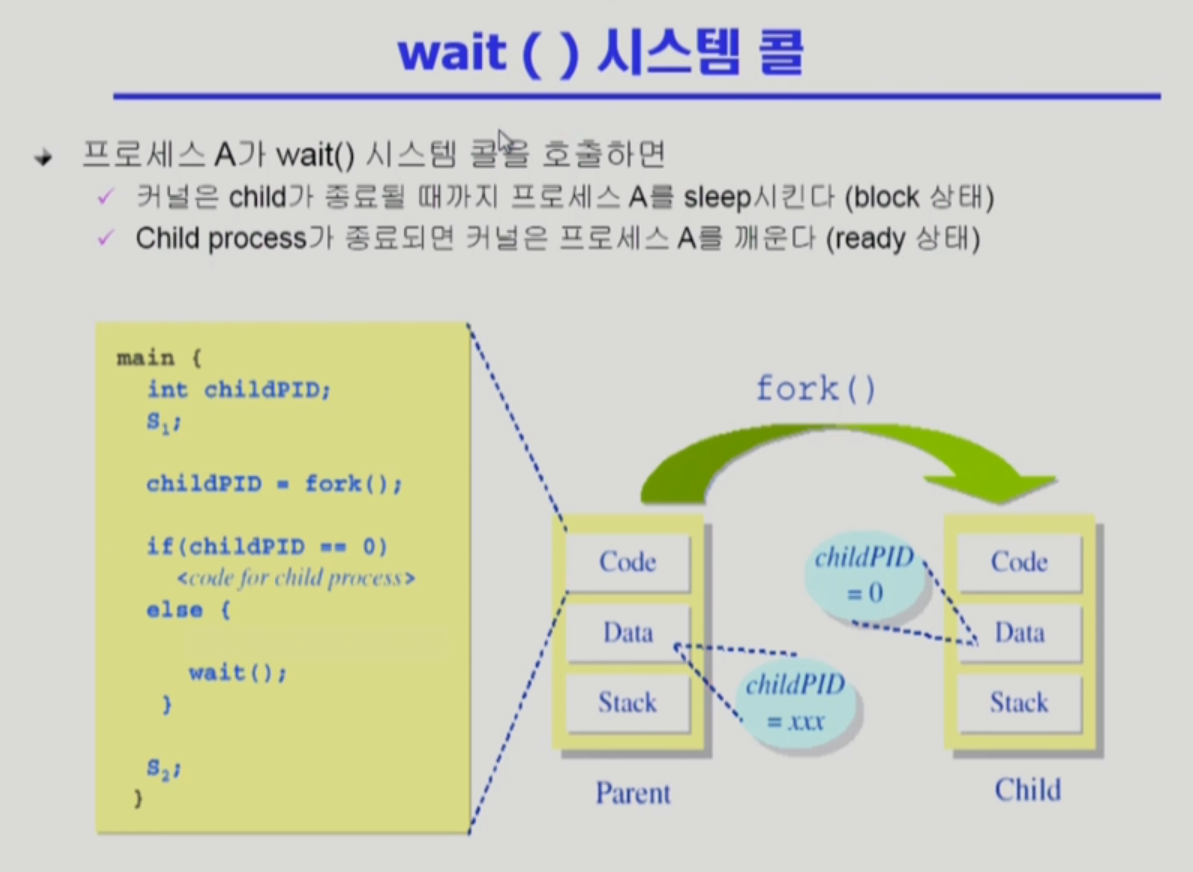 wait ( ) 시스템 콜
프로세스 A가 wait() 시스템 콜을 호출하면
커널은 child가 종료될 때까지 프로세스 A를 sleep시킨다 (block 상태)
Child process가 종료되면 커널은 프로세스 A를 깨운다 (ready 상태)
main {
int childPID;
S₁;
childPID = fork();
if(childPID == 0)
<code for child process>
else {
wait();
}
S₂;
}
fork()
Code
Data
Stack
Parent
childPID
= xxx
childPID
= 0
Code
Data
Stack
Child